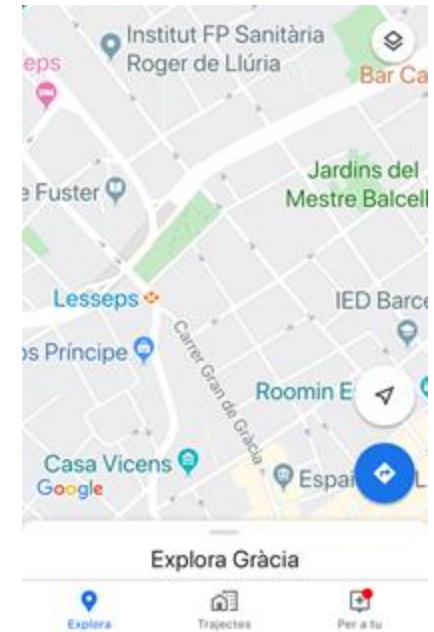 Institut FP Sanitària
Roger de Llúria
eps
Bar Ca
Jardins del
Mestre Balcell
e Fuster
Lesseps
IED Barce
os Príncipe
Carrer Gran de Gràcia
Roomin E
Casa Vicens
Google
Espai
L
Explora Gràcia
Explora
Trajectes
Per a tu